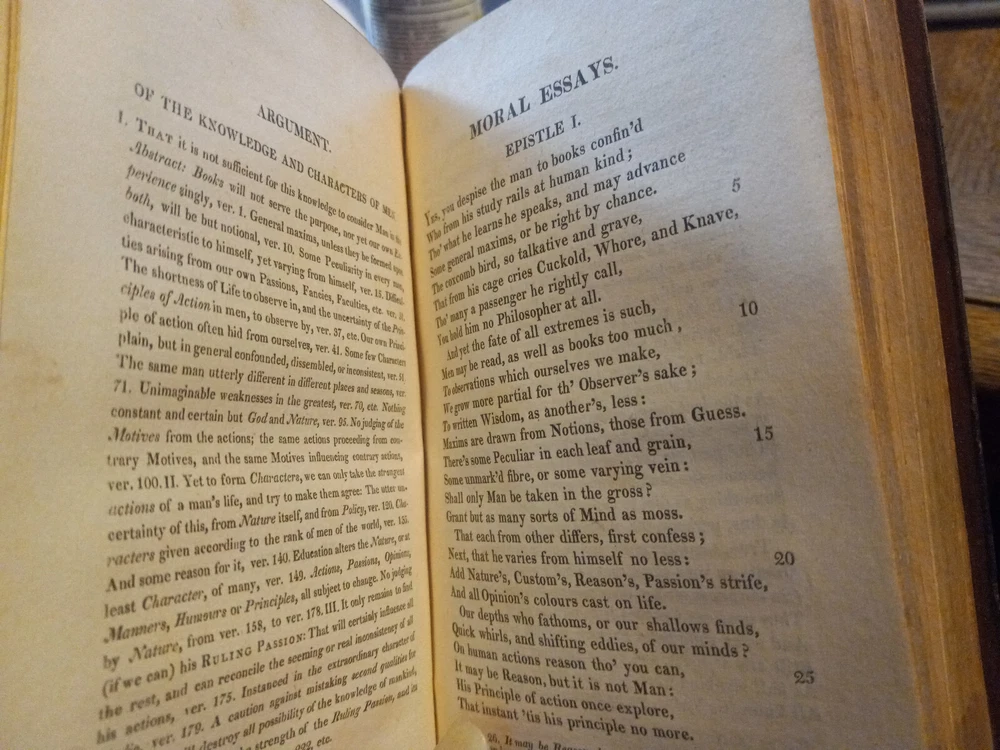 ARGUMENT.
OF THE KNOWLEDGE AND CHARACTERS OF MEN.
I. THAT it is not sufficient for this knowledge to consider Man in the
Abstract: Books will not serve the purpose, nor yet our own Ex-
perience singly, ver. 1. General maxims, unless they be formed upon
both, will be but notional, ver. 10. Some Peculiarity in every man,
characteristic to himself, yet varying from himself, ver. 15. Difficul-
ties arising from our own Passions, Fancies, Faculties, etc. ver. 31.
The shortness of Life to observe in, and the uncertainty of the Prin-
ciples of Action in men, to observe by, ver. 37, etc. Our own Princi-
ple of action often hid from ourselves, ver. 41. Some few Characters
plain, but in general confounded, dissembled, or inconsistent, ver. 51.
The same man utterly different in different places and seasons, ver.
71. Unimaginable weaknesses in the greatest, ver. 70, etc. Nothing
constant and certain but God and Nature, ver. 95. No judging of the
Motives from the actions; the same actions proceeding from con-
trary Motives, and the same Motives influencing contrary actions,
ver. 100. II. Yet to form Characters, we can only take the strongest
actions of a man's life, and try to make them agree: The utter un-
certainty of this, from Nature itself, and from Policy, ver. 120. Cha-
racters given according to the rank of men of the world, ver. 135.
And some reason for it, ver. 140. Education alters the Nature, or at
least Character, of many, ver. 149. Actions, Passions, Opinions,
Manners, Humours or Principles, all subject to change. No judging
by Nature, from ver. 158, to ver. 178. III. It only remains to find
(if we can) his RULING PASSION: That will certainly influence all
the rest, and can reconcile the seeming or real inconsistency of all
his actions, ver. 175. Instanced in the extraordinary character of
ver. 179. A caution against mistaking second qualities for
destroy all possibility of the knowledge of mankind,
strength of the Ruling Passion, and its
222, etc.
MORAL ESSAYS.
EPISTLE I.
YES, you despise the man to books confin'd
Who from his study rails at human kind;
Tho' what he learns he speaks, and may advance
Some general maxims, or be right by chance.
The coxcomb bird, so talkative and grave, 5
That from his cage cries Cuckold, Whore, and Knave,
Tho' many a passenger he rightly call,
You hold him no Philosopher at all.
And yet the fate of all extremes is such,
Men may be read, as well as books too much, 10
To observations which ourselves we make,
We grow more partial for th' Observer's sake;
To written Wisdom, as another's, less:
Maxims are drawn from Notions, those from Guess.
There's some Peculiar in each leaf and grain, 15
Some unmark'd fibre, or some varying vein:
Shall only Man be taken in the gross?
Grant but as many sorts of Mind as moss.
That each from other differs, first confess;
Next, that he varies from himself no less: 20
Add Nature's, Custom's, Reason's, Passion's strife,
And all Opinion's colours cast on life.
Our depths who fathoms, or our shallows finds,
Quick whirls, and shifting eddies, of our minds?
On human actions reason tho' you can, 25
It may be Reason, but it is not Man:
His Principle of action once explore,
That instant 'tis his principle no more.
26. It may be